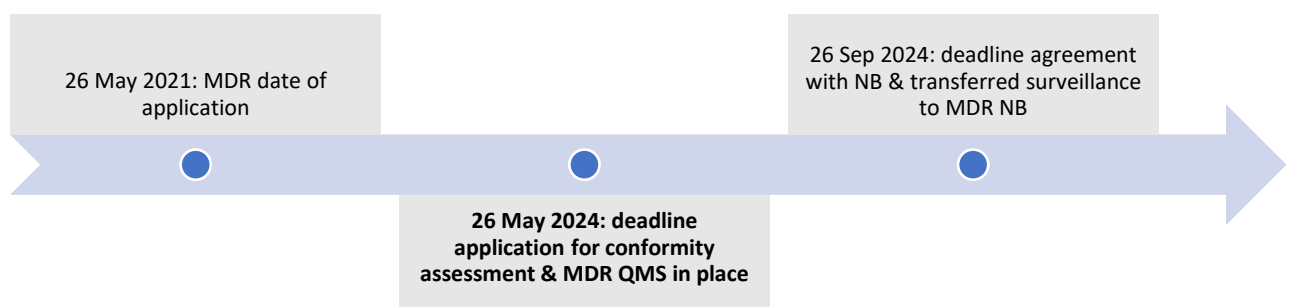 26 May 2021: MDR date of
application
26 May 2024: deadline
application for conformity
assessment & MDR QMS in place
26 Sep 2024: deadline agreement
with NB & transferred surveillance
to MDR NB